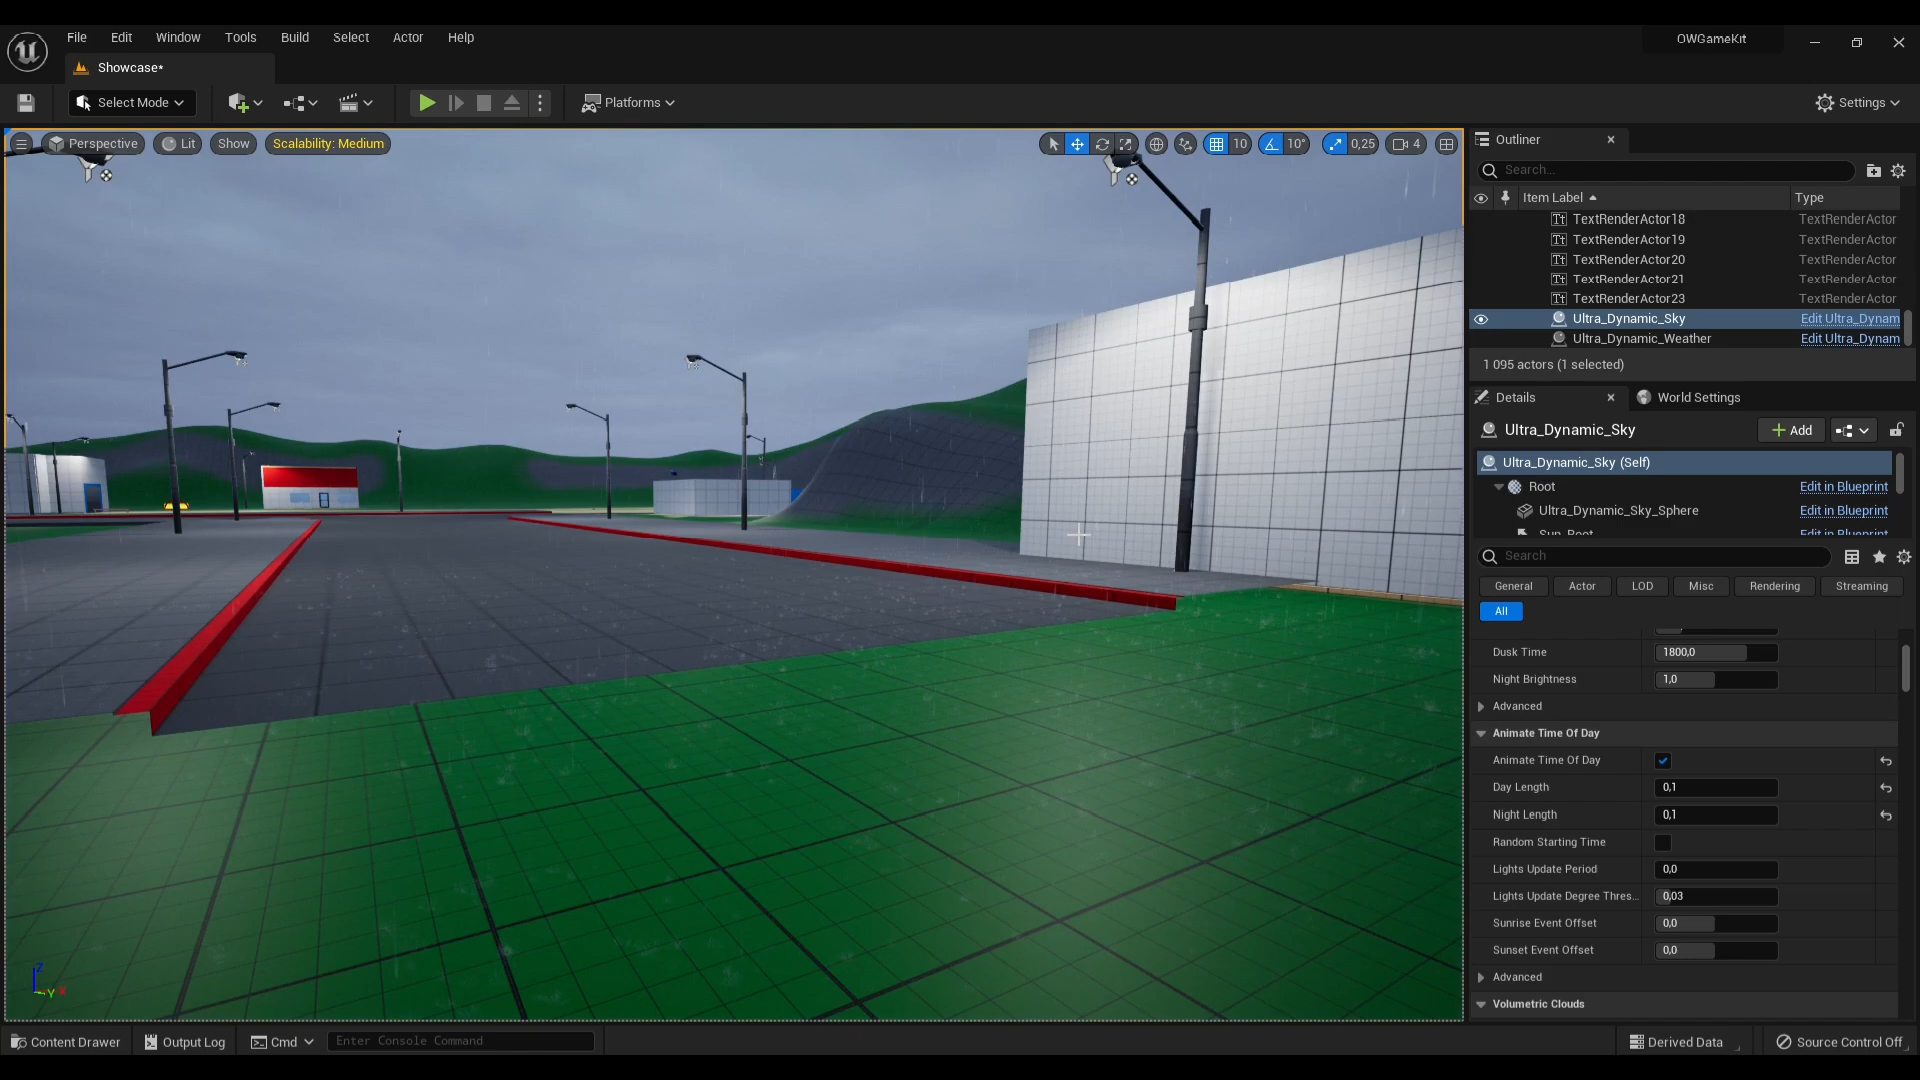 File Edit Window Tools Build Select Actor Help
OWGameKit
Showcase*
Select Mode
Platforms
Settings
Perspective Lit Show Scalability: Medium
10 10° 0,25 4
Outliner
Search...
Item Label Type
TextRenderActor18 TextRenderActor
TextRenderActor19 TextRenderActor
TextRenderActor20 TextRenderActor
TextRenderActor21 TextRenderActor
TextRenderActor23 TextRenderActor
Ultra_Dynamic_Sky Edit Ultra_Dynam
Ultra_Dynamic_Weather Edit Ultra_Dynam
1 095 actors (1 selected)
Details World Settings
Ultra_Dynamic_Sky Add
Ultra_Dynamic_Sky (Self)
Root Edit in Blueprint
Ultra_Dynamic_Sky_Sphere Edit in Blueprint
Sun_Root Edit in Blueprint
Search
General Actor LOD Misc Rendering Streaming
All
Dusk Time 1800,0
Night Brightness 1,0
Advanced
Animate Time Of Day
Animate Time Of Day
Day Length 0,1
Night Length 0,1
Random Starting Time
Lights Update Period 0,0
Lights Update Degree Thres... 0,03
Sunrise Event Offset 0,0
Sunset Event Offset 0,0
Advanced
Volumetric Clouds
Z
Y X
Content Drawer Output Log Cmd Enter Console Command Derived Data Source Control Off